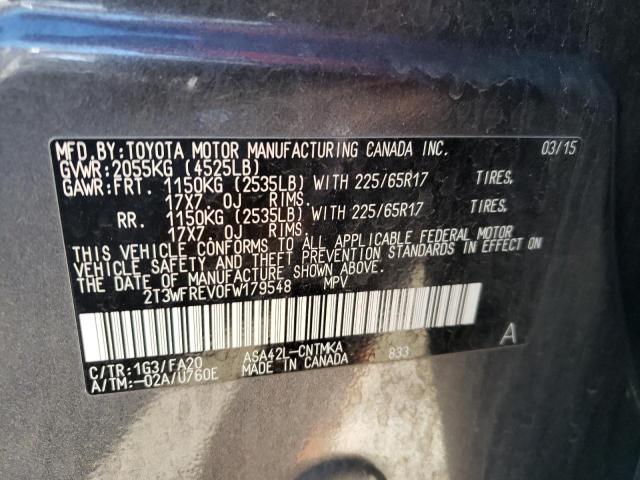 MFD.BY:TOYOTA MOTOR MANUFACTURING CANADA INC. 03/15
GVWR:2055KG (4525LB)
GAWR:FRT. 1150KG (2535LB) WITH 225/65R17 TIRES,
17X7.0J RIMS.
RR. 1150KG (2535LB) WITH 225/65R17 TIRES,
17X7.0J RIMS.
THIS VEHICLE CONFORMS TO ALL APPLICABLE FEDERAL MOTOR
VEHICLE SAFETY AND THEFT PREVENTION STANDARDS IN EFFECT ON
THE DATE OF MANUFACTURE SHOWN ABOVE.
2T3WFREV0FW179548 MPV
C/TR:1G3/FA20 ASA42L-CNTMKA 833 A
A/TM:-02A/U760E MADE IN CANADA